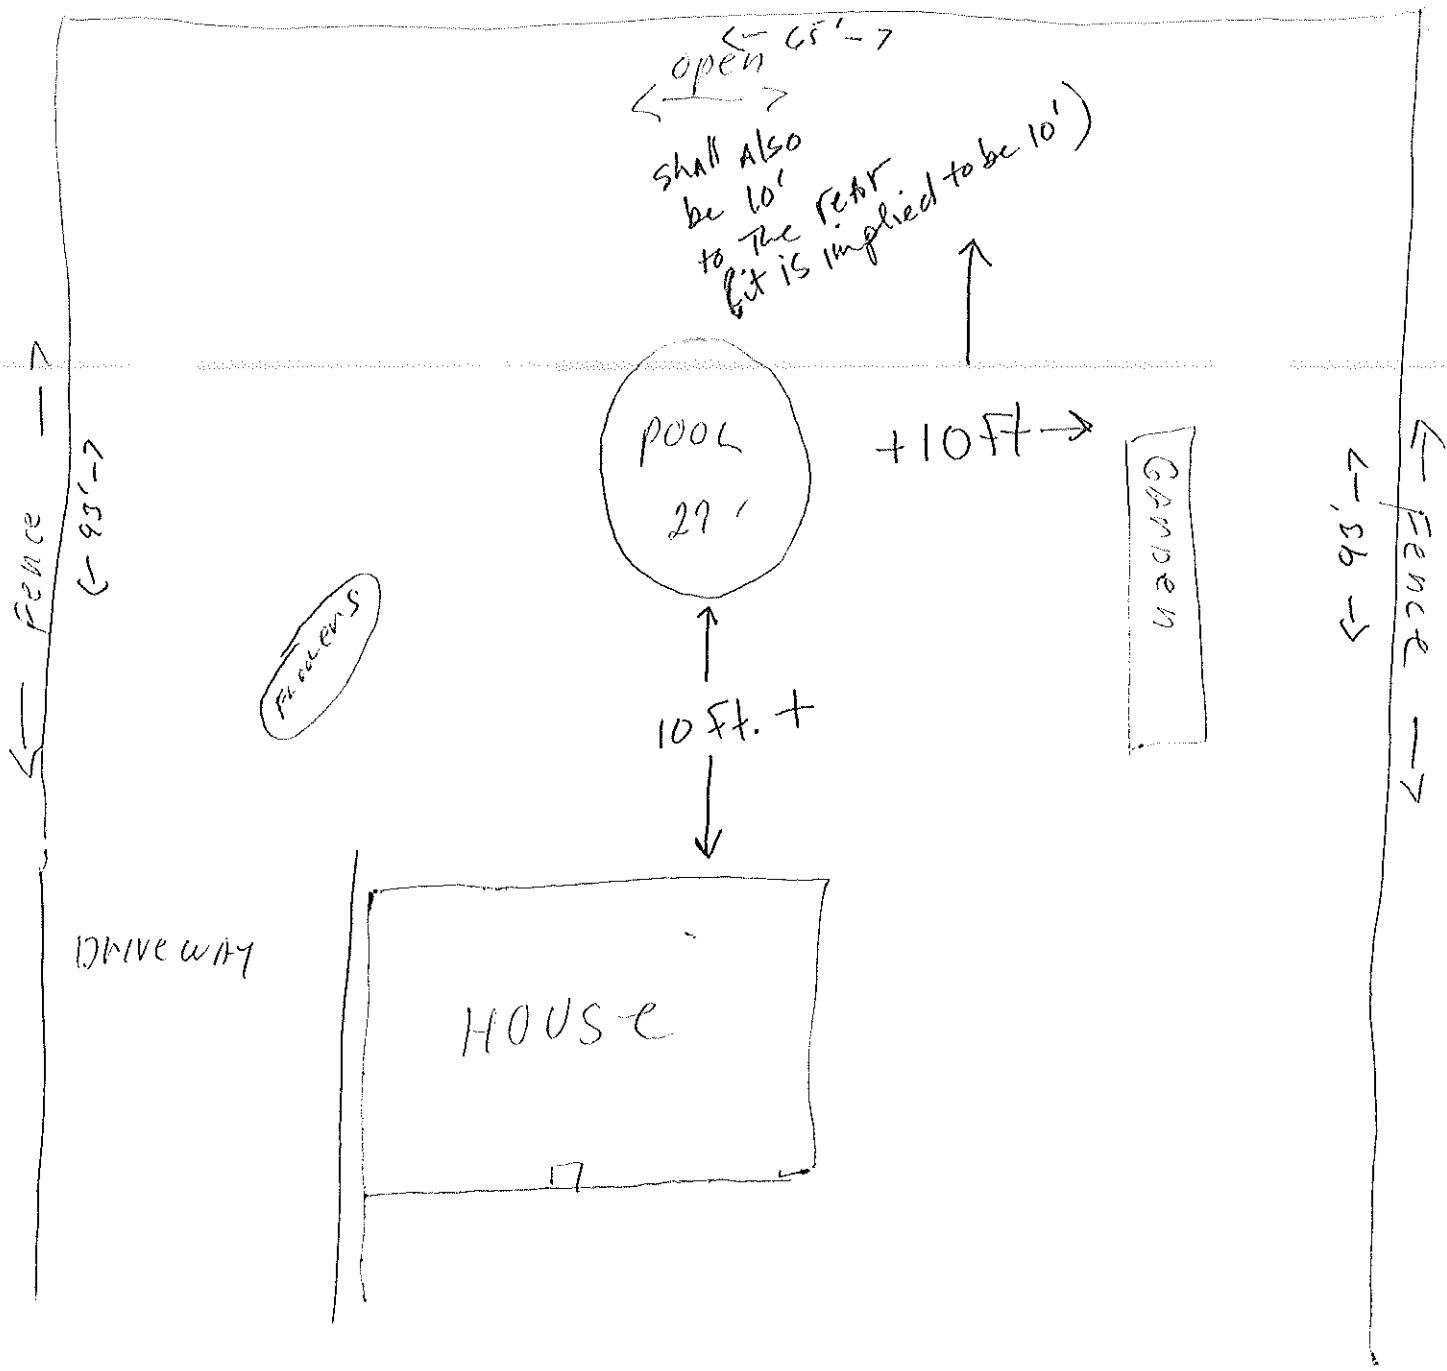 <- 65' ->
open
shall Also
be 10'
to The rear
(it is implied to be 10')
POOL
27'
+10ft
GARDEN
Fence
93'
93'
Fence
10 ft. +
DRIVEWAY
HOUSE